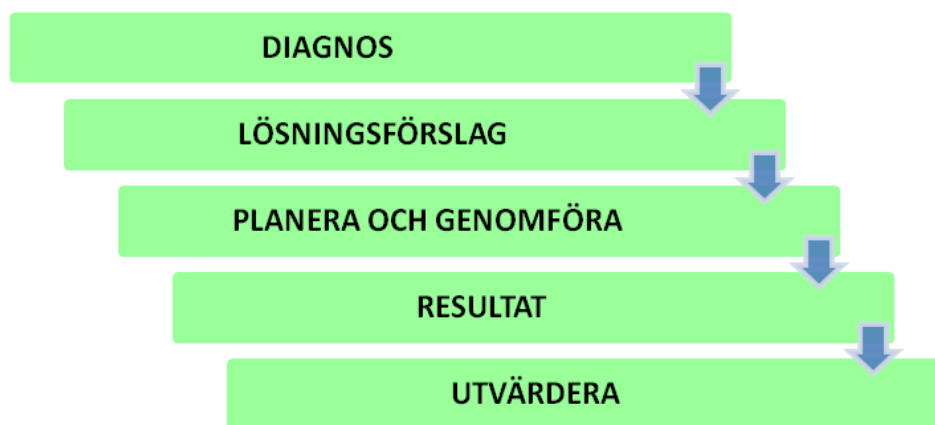 DIAGNOS
LÖSNINGSFÖRSLAG
PLANERA OCH GENOMFÖRA
RESULTAT
UTVÄRDERA